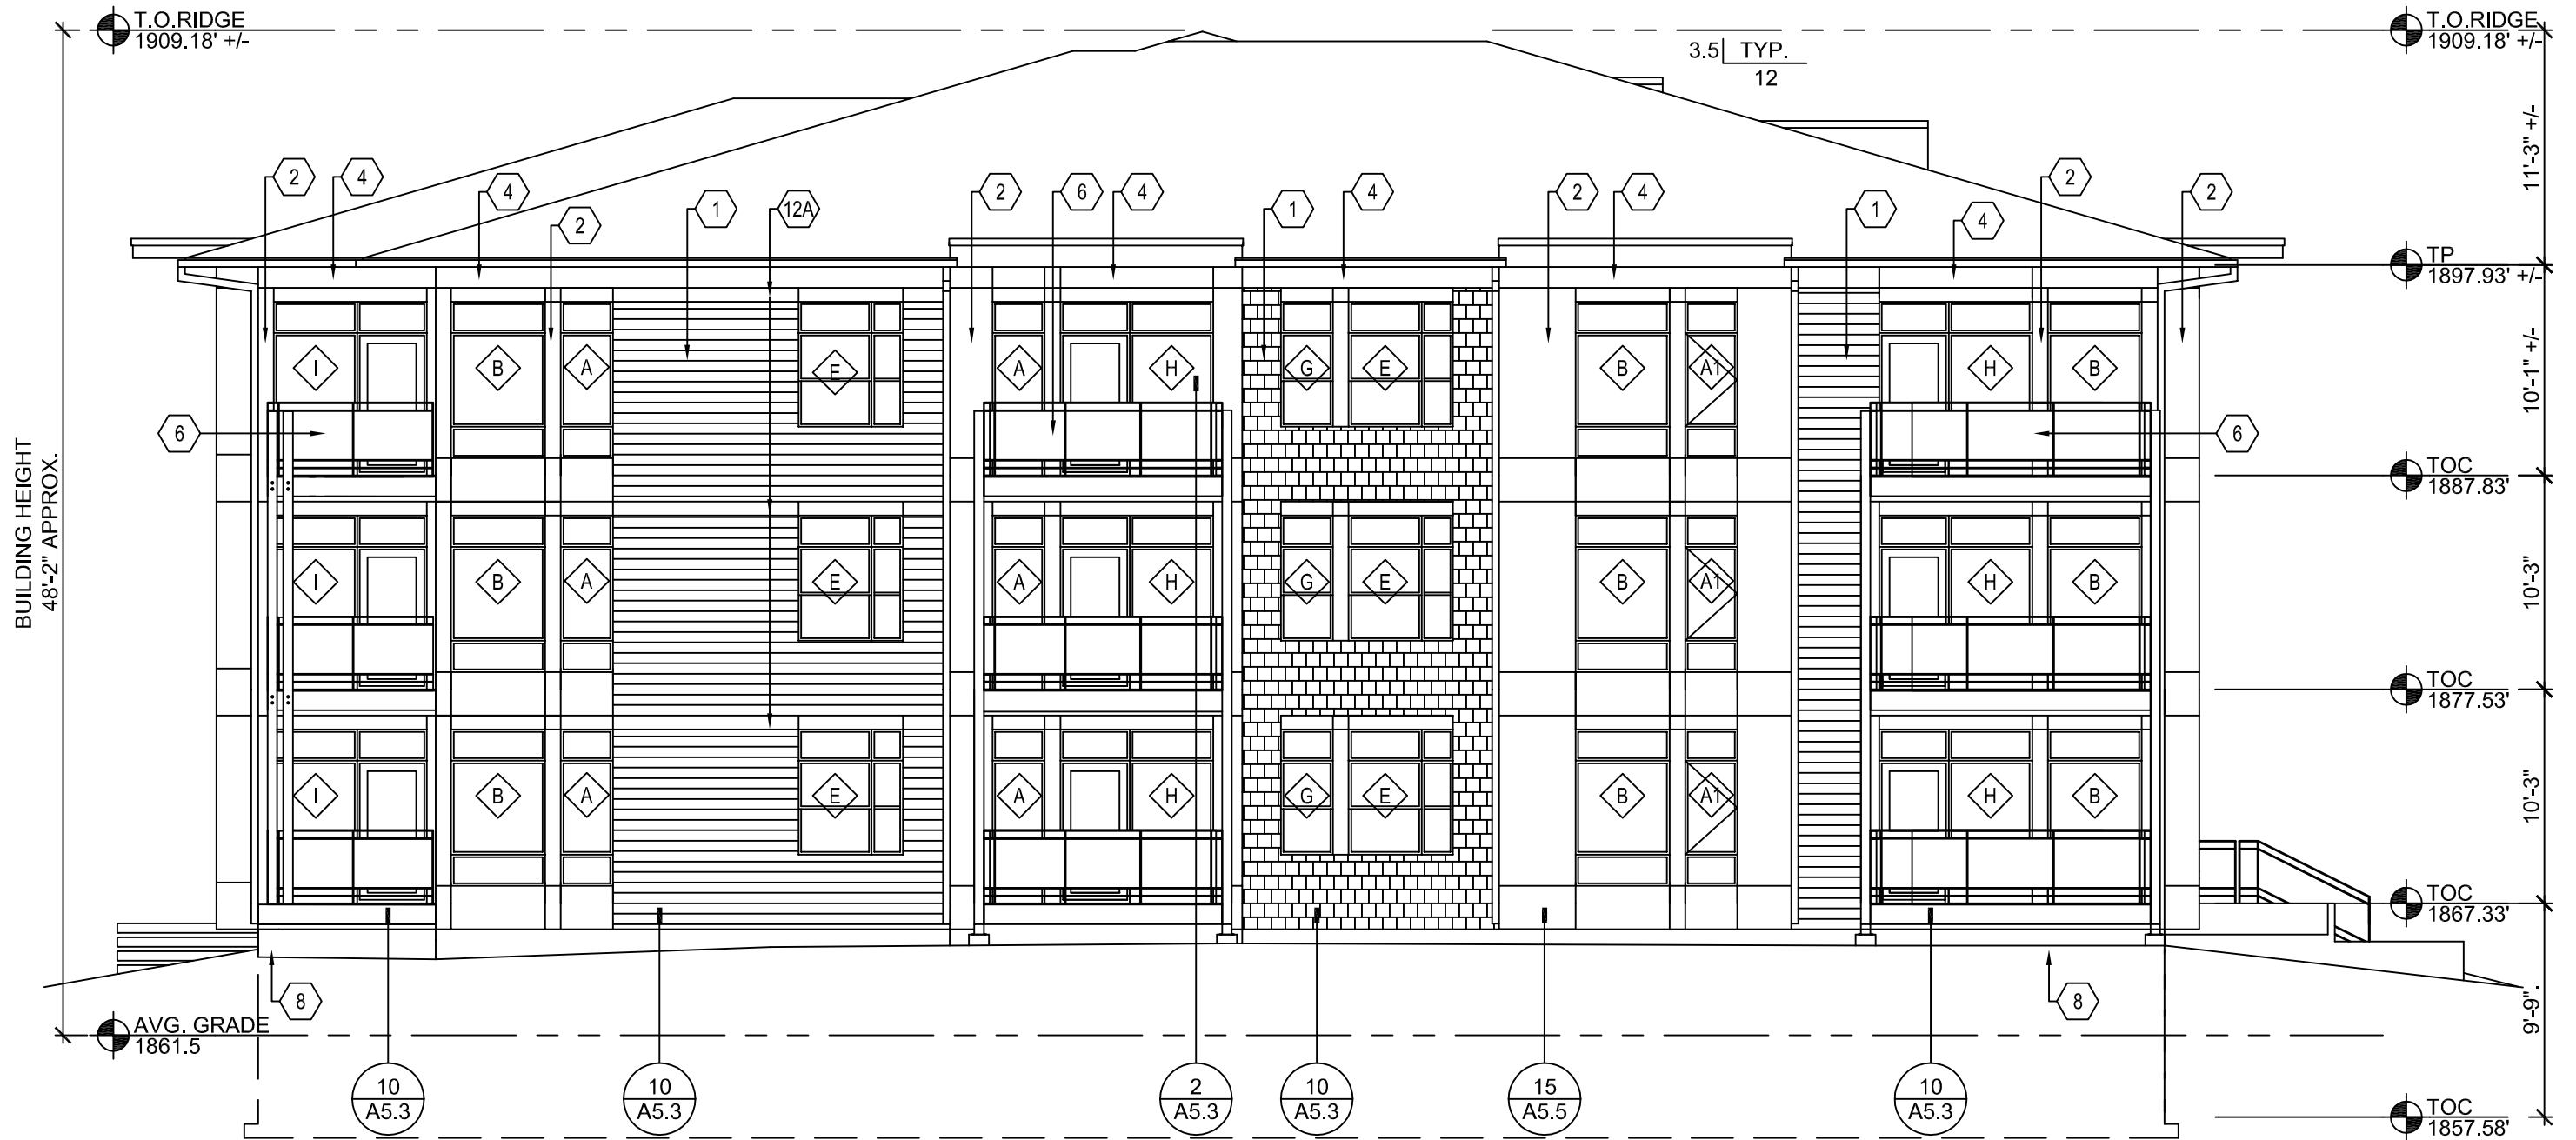 T.O.RIDGE
1909.18' +/-
T.O.RIDGE
1909.18' +/-
3.5 TYP.
12
11'-3" +/-
2
4
4
2
1
12A
2
6
4
1
4
2
4
1
4
2
2
TP
1897.93' +/-
10'-1" +/-
I
B
A
E
A
H
G
E
B
A1
H
B
6
6
TOC
1887.83'
BUILDING HEIGHT
48'-2" APPROX.
I
B
A
E
A
H
G
E
B
A1
H
B
10'-3"
TOC
1877.53'
I
B
A
E
A
H
G
E
B
A1
H
B
10'-3"
TOC
1867.33'
8
8
9'-9"
AVG. GRADE
1861.5
10
A5.3
10
A5.3
2
A5.3
10
A5.3
15
A5.5
10
A5.3
TOC
1857.58'